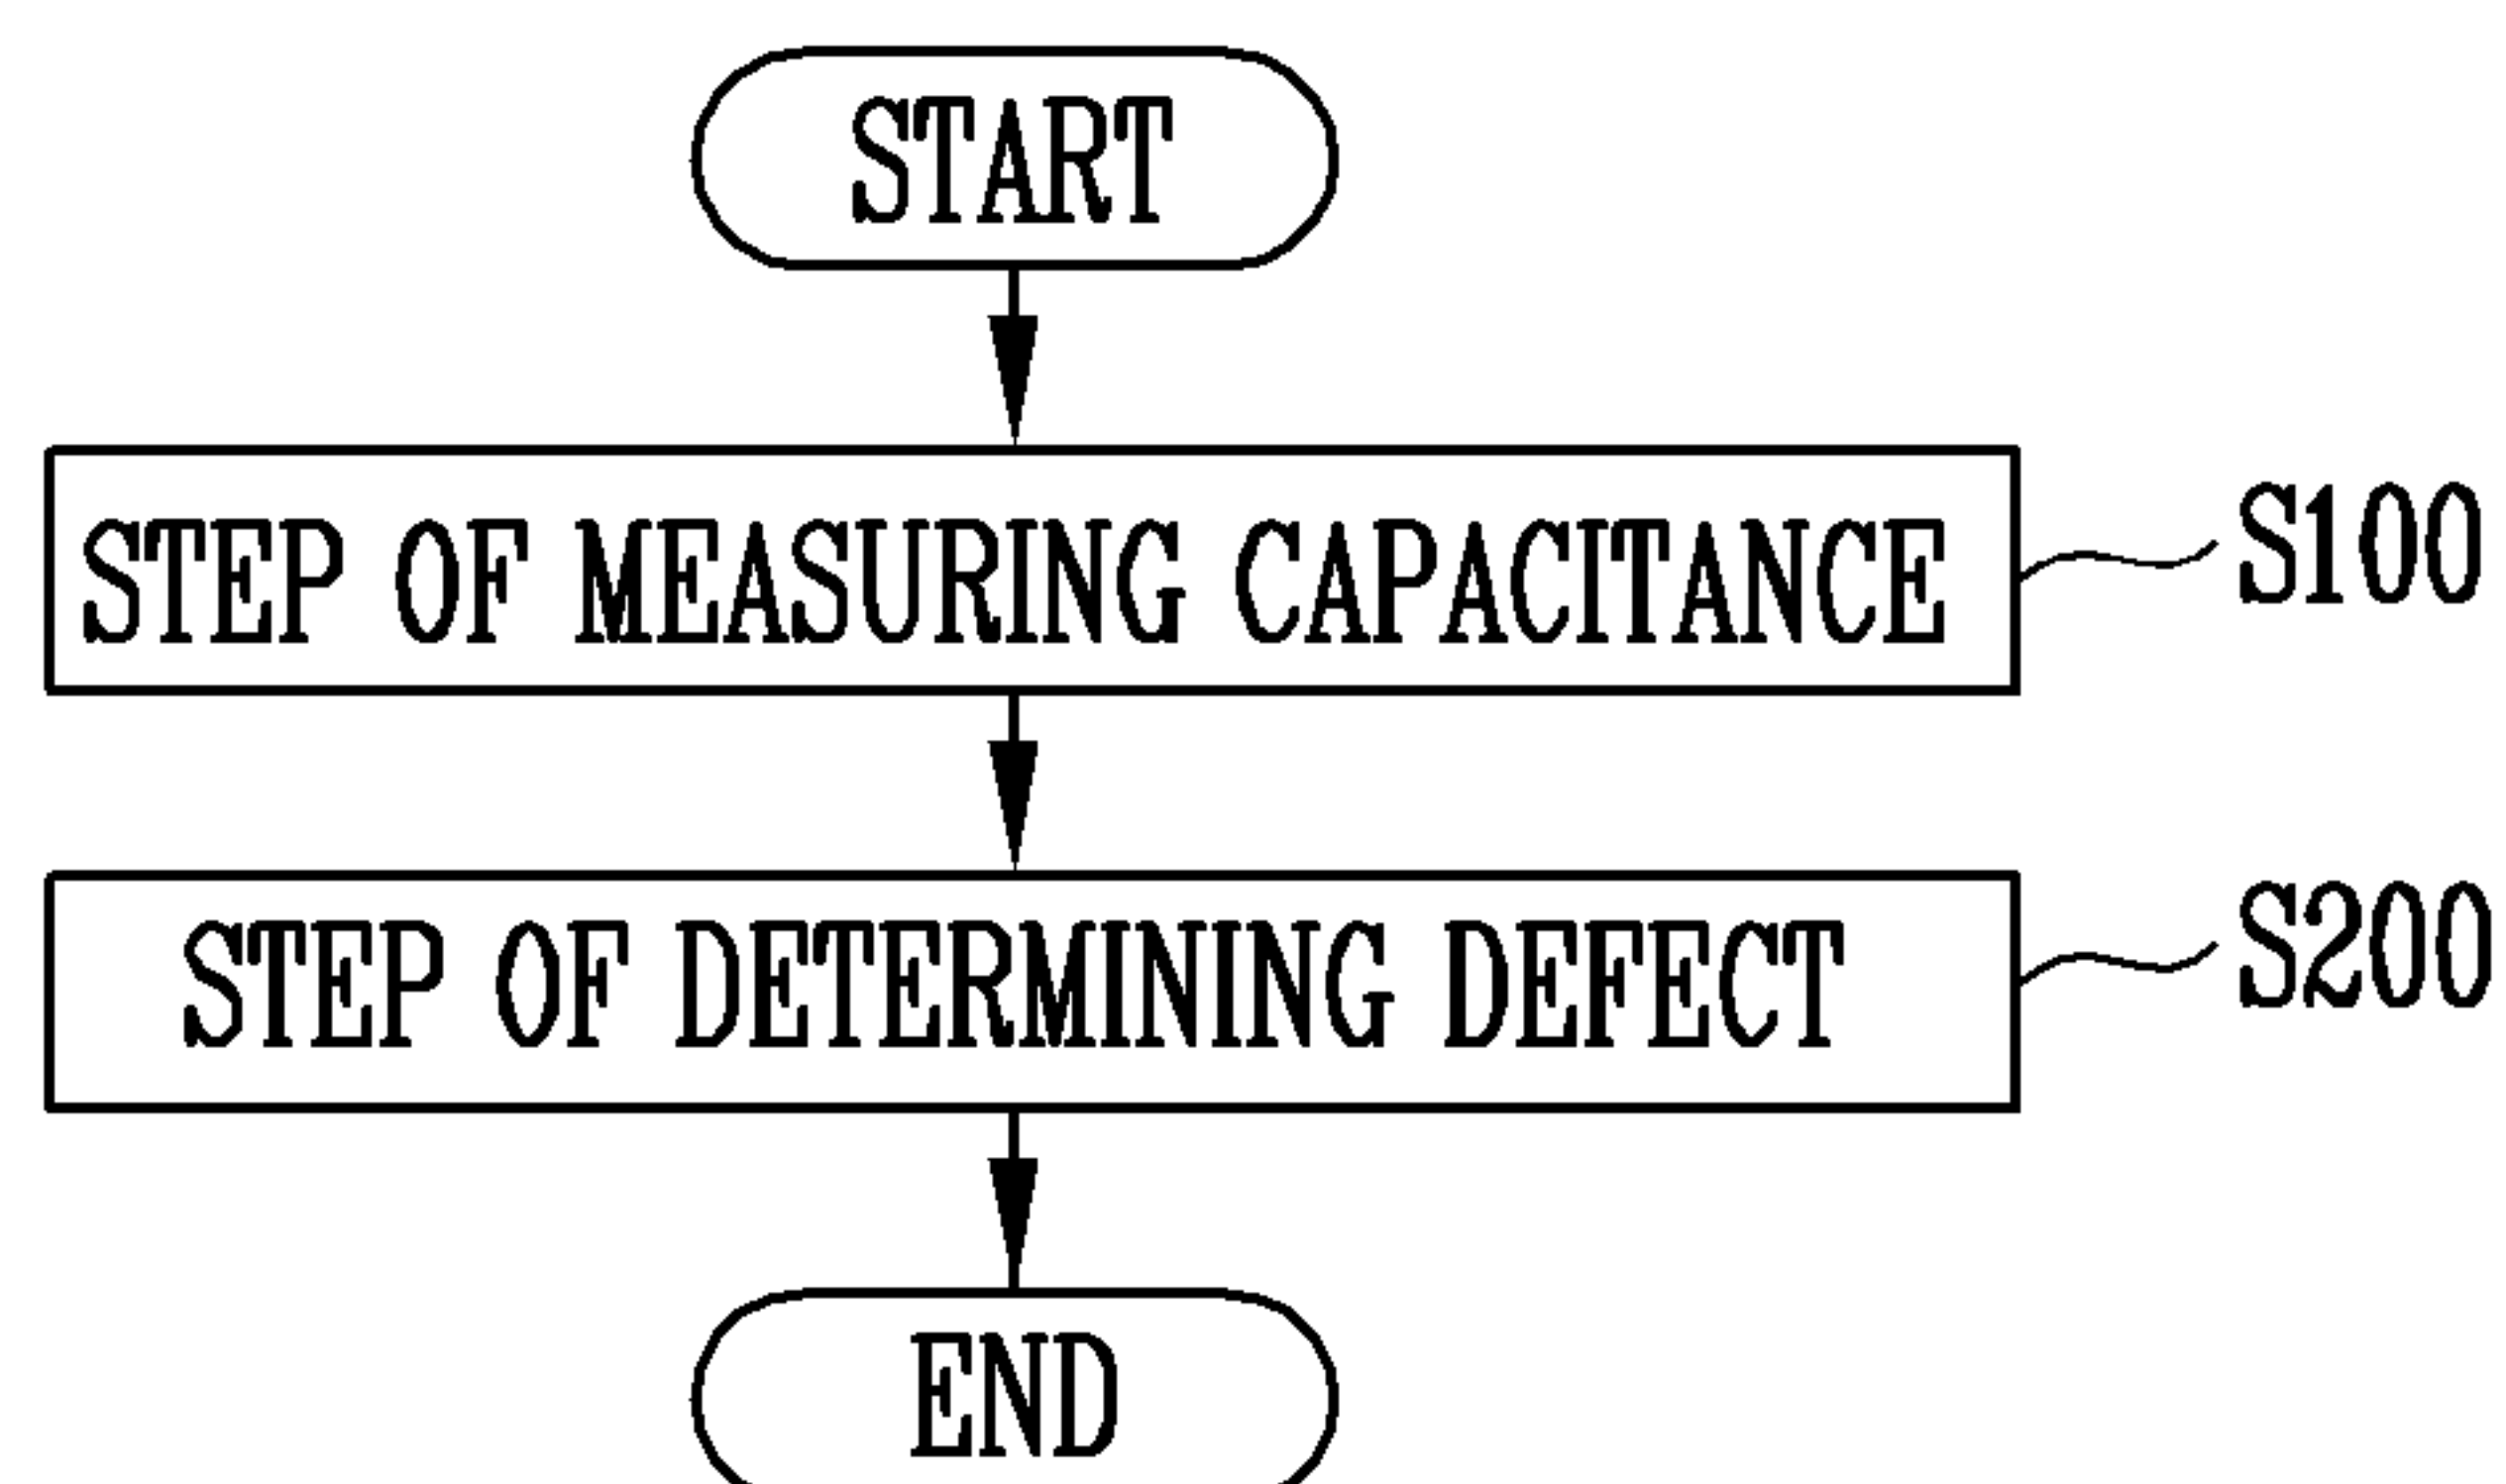 START
STEP OF MEASURING CAPACITANCE
S100
STEP OF DETERMINING DEFECT
S200
END